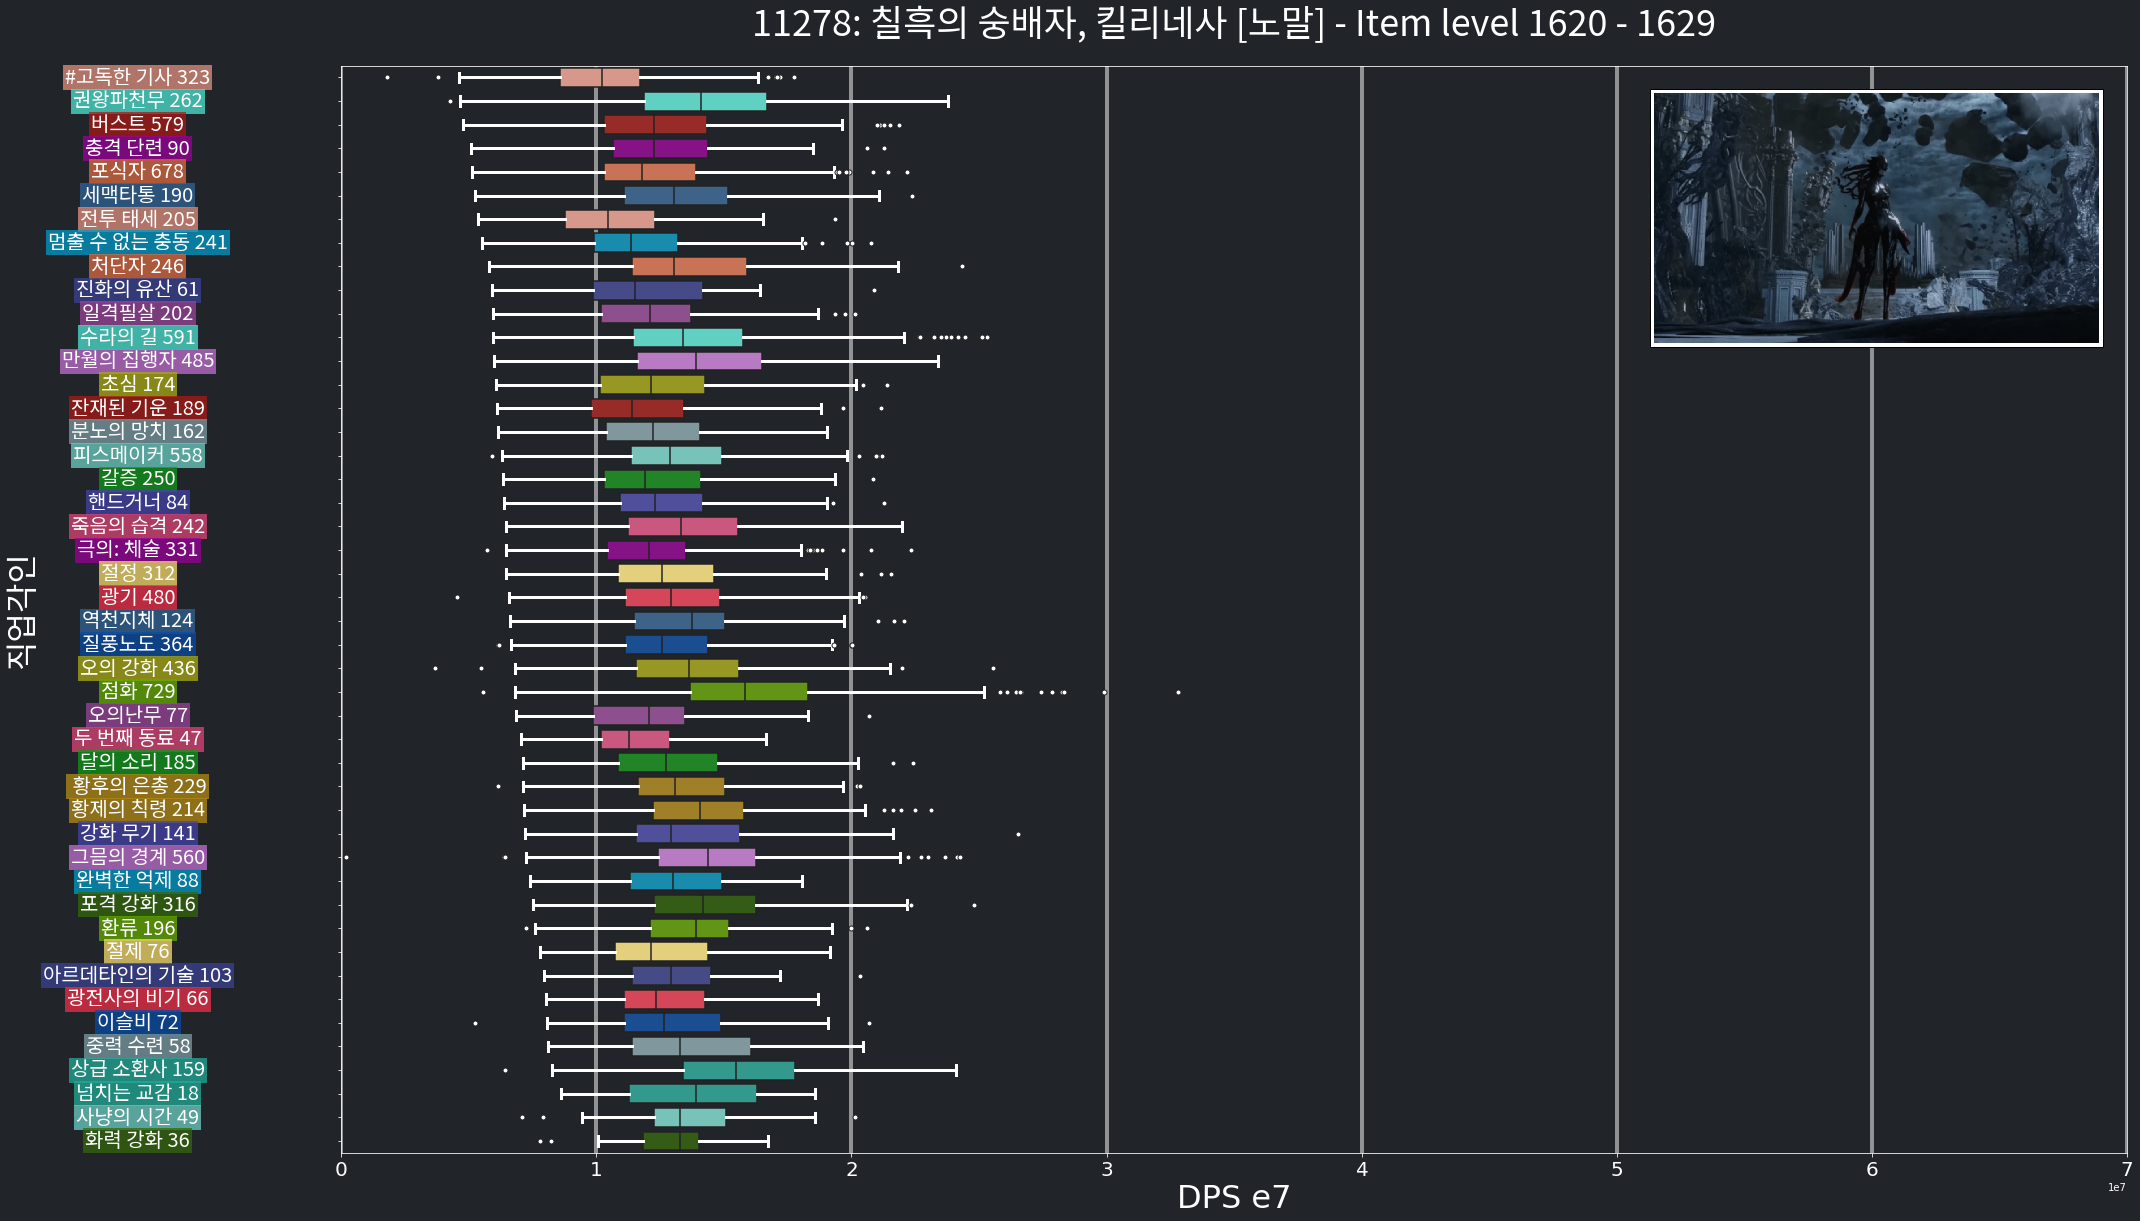 11278: 칠흑의 숭배자, 킬리네사 [노말] - Item level 1620 - 1629
#고독한 기사 323
권왕파천무 262
버스트 579
충격 단련 90
포식자 678
세맥타통 190
전투 태세 205
멈출 수 없는 충동 241
처단자 246
진화의 유산 61
일격필살 202
수라의 길 591
만월의 집행자 485
초심 174
잔재된 기운 189
분노의 망치 162
피스메이커 558
갈증 250
핸드거너 84
죽음의 습격 242
극의: 체술 331
절정 312
광기 480
역천지체 124
질풍노도 364
오의 강화 436
점화 729
오의난무 77
두 번째 동료 47
달의 소리 185
황후의 은총 229
황제의 칙령 214
강화 무기 141
그믐의 경계 560
완벽한 억제 88
포격 강화 316
환류 196
절제 76
아르데타인의 기술 103
광전사의 비기 66
이슬비 72
중력 수련 58
상급 소환사 159
넘치는 교감 18
사냥의 시간 49
화력 강화 36
직업각인
0 1 2 3 4 5 6 7
1e7
DPS e7